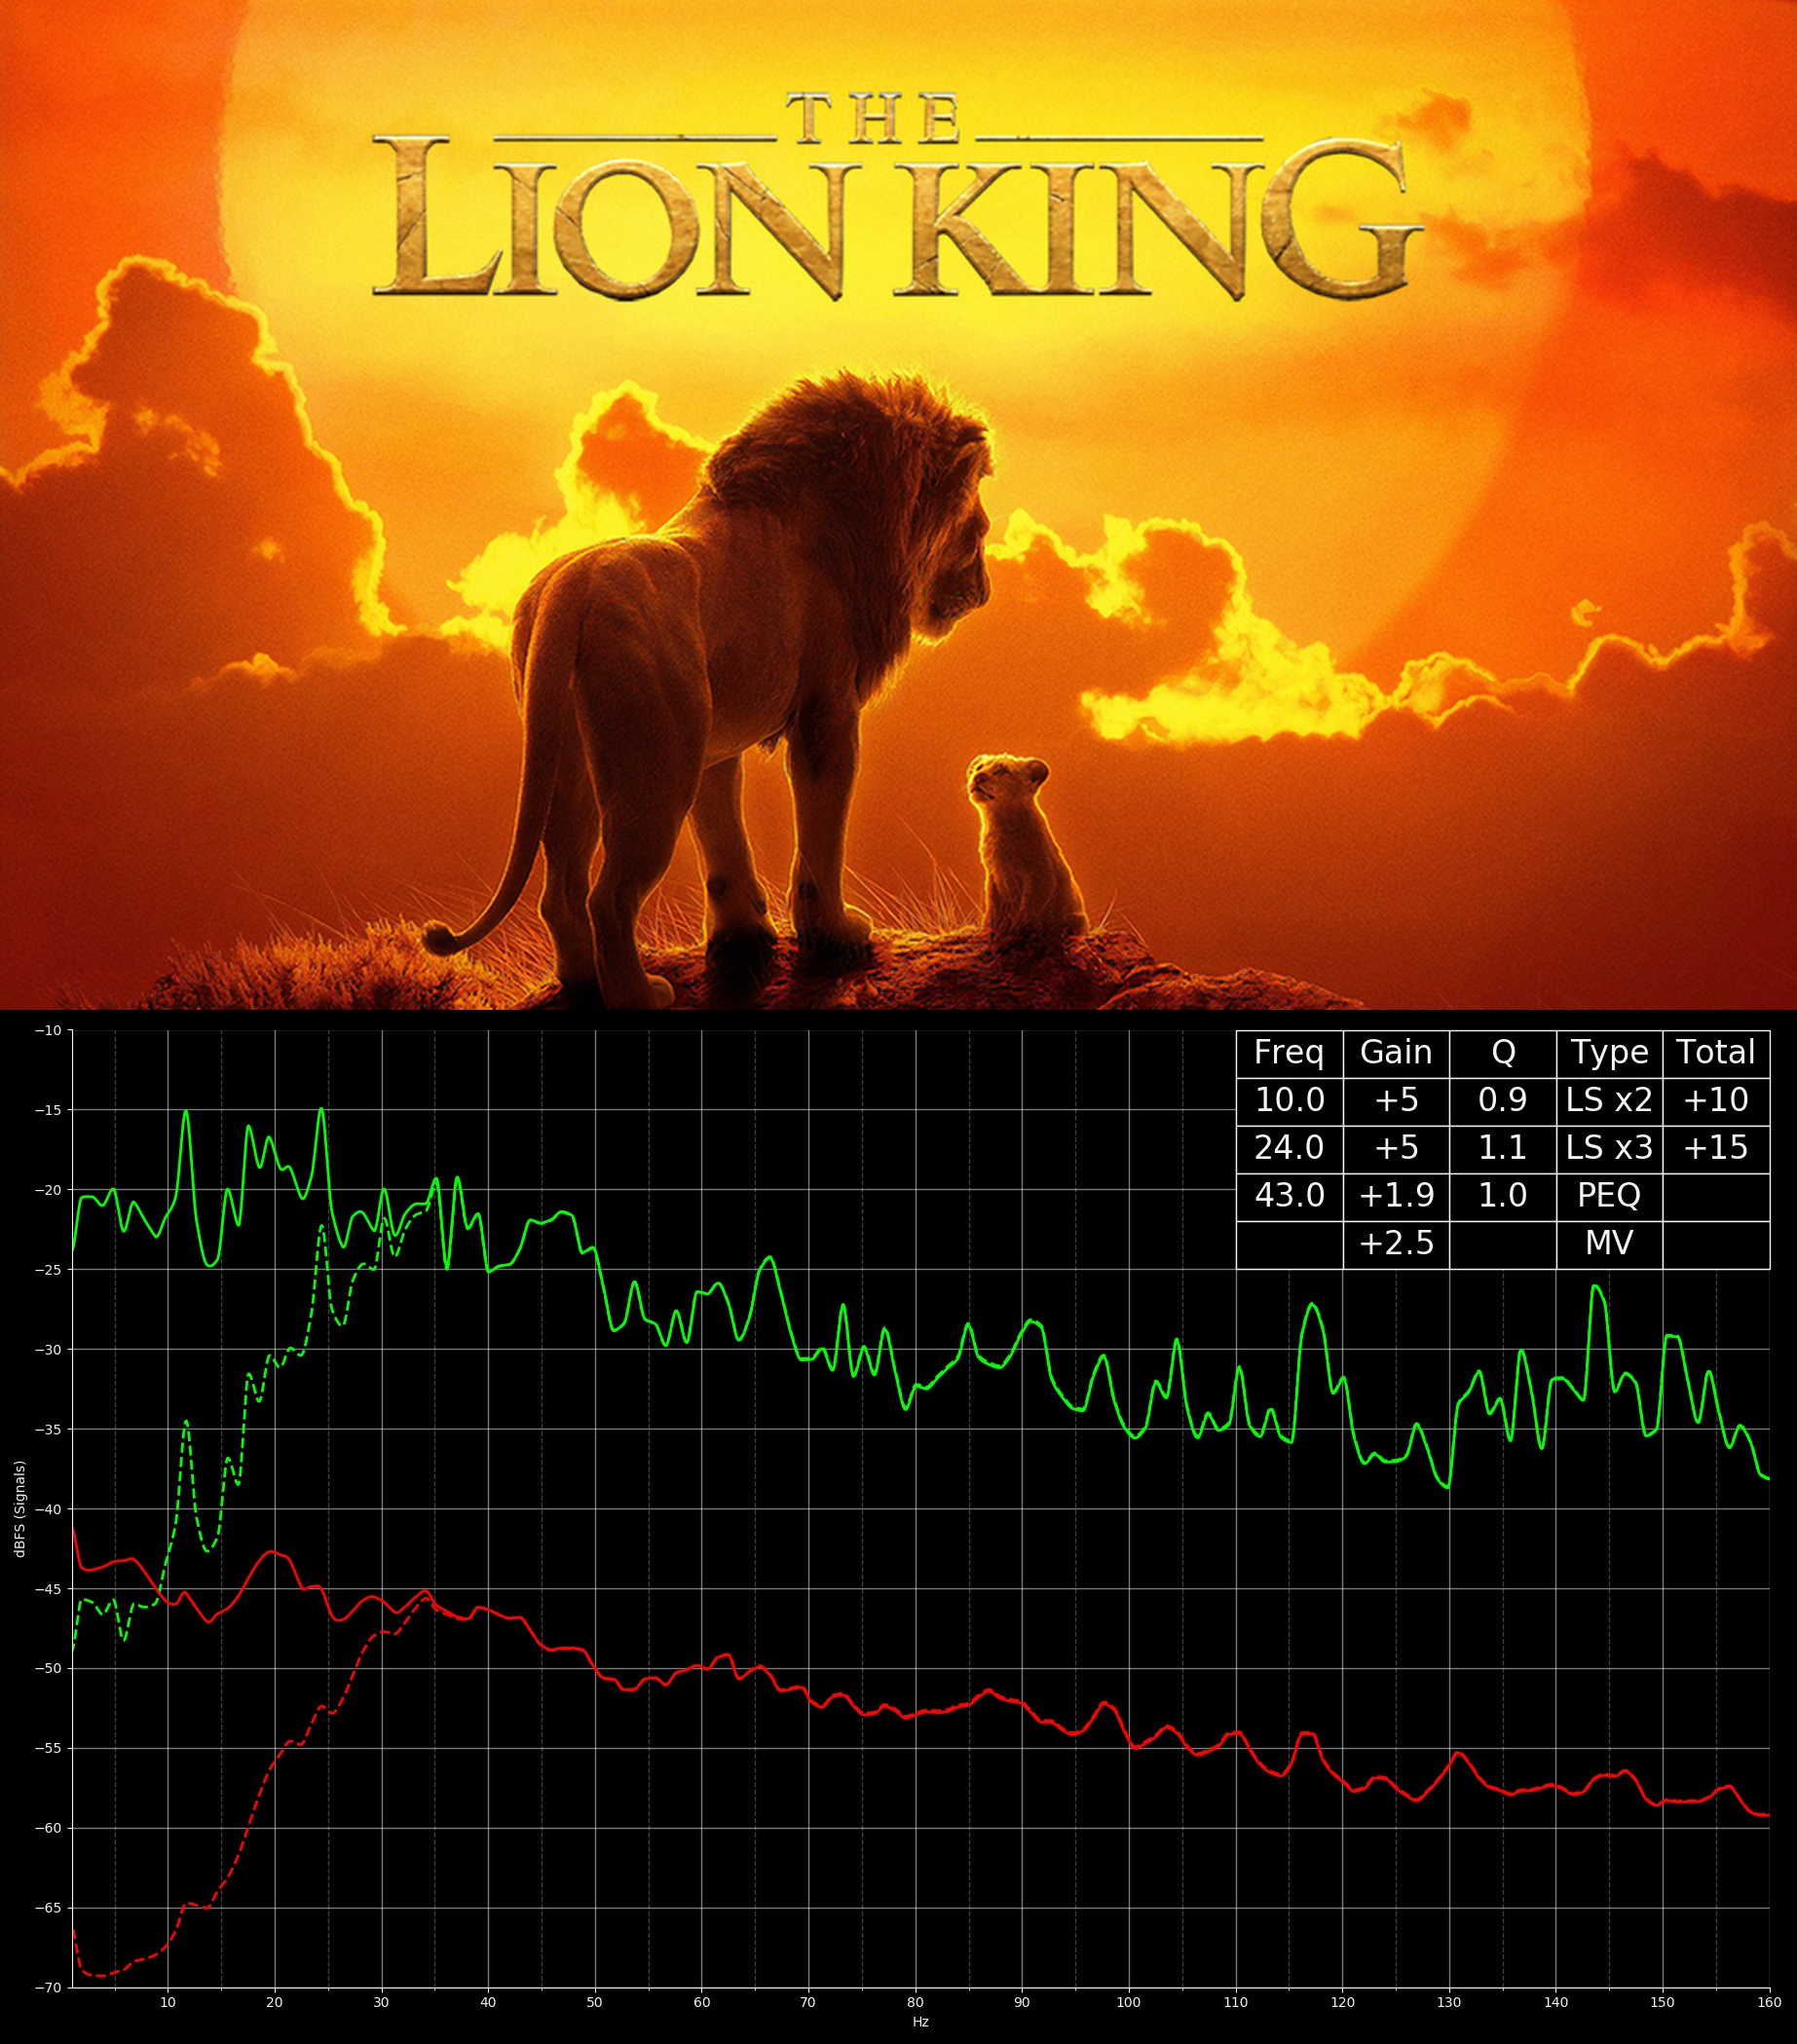 THE
LION KING
Freq Gain Q Type Total
10.0 +5 0.9 LS x2 +10
24.0 +5 1.1 LS x3 +15
43.0 +1.9 1.0 PEQ
+2.5 MV
−10
−15
−20
−25
−30
−35
−40
−45
−50
−55
−60
−65
−70
dBFS (Signals)
10 20 30 40 50 60 70 80 90 100 110 120 130 140 150 160
Hz